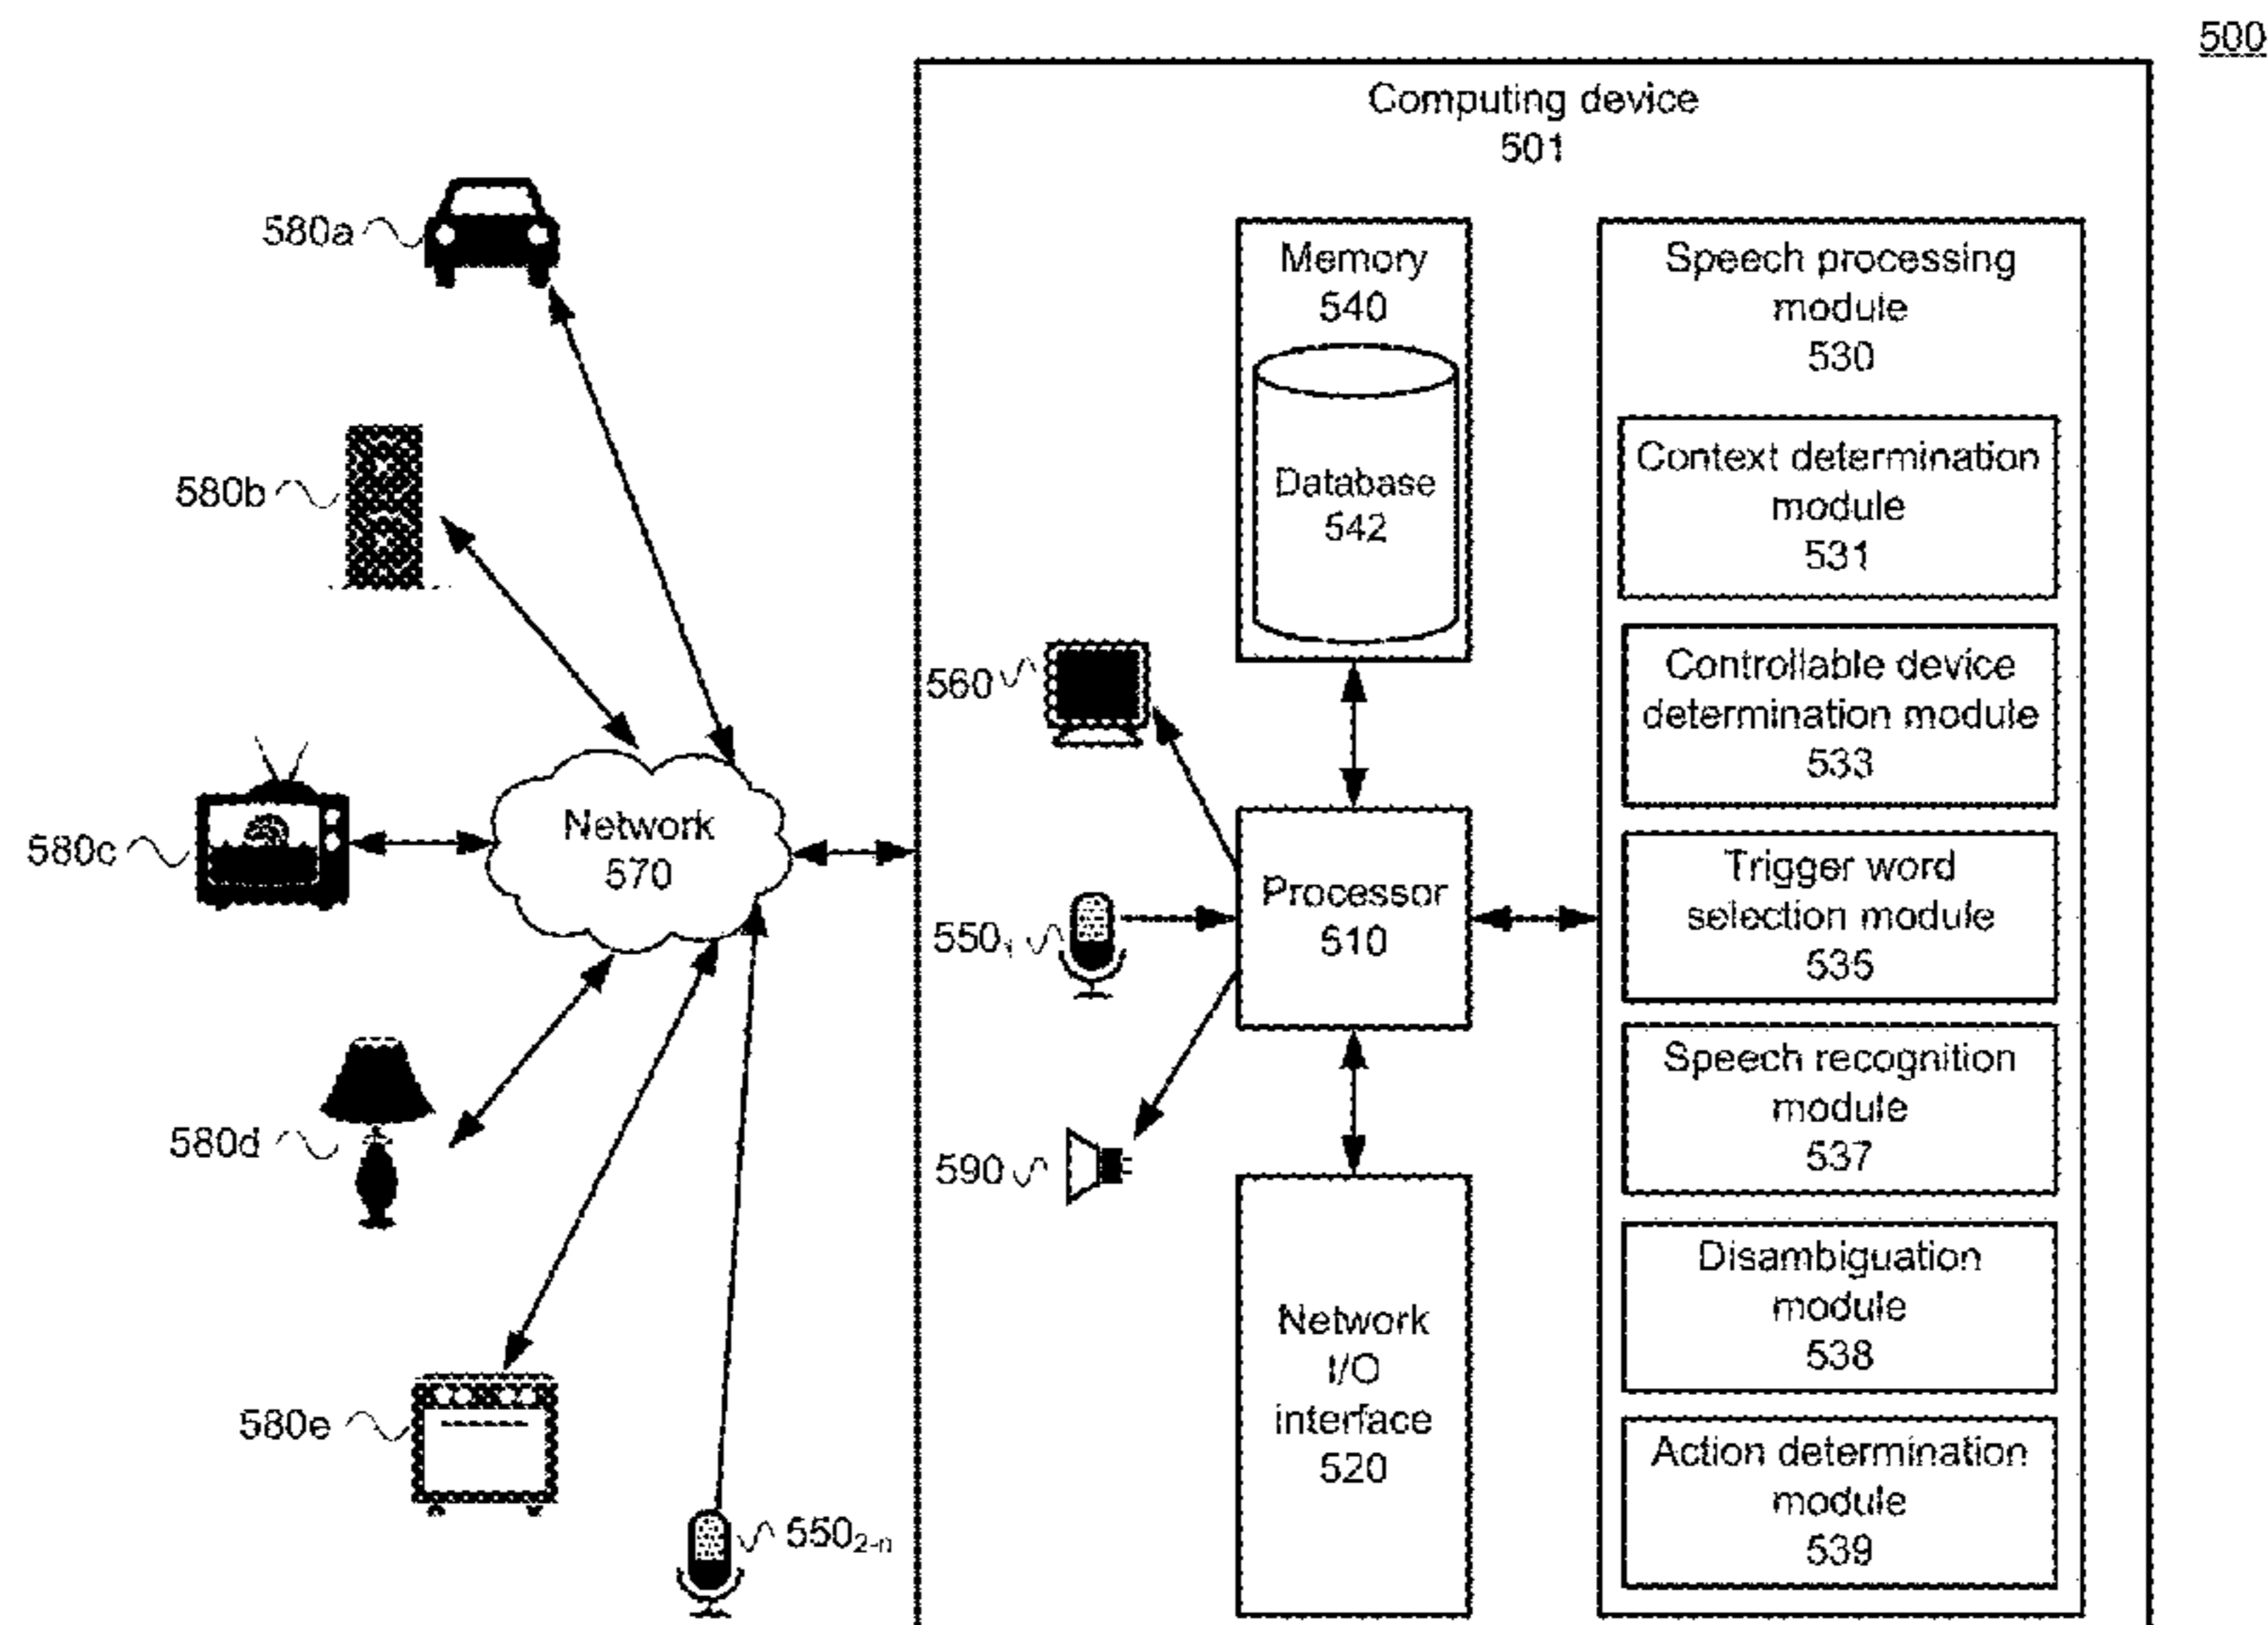 500
Computing device
501
580a
580b
580c
580d
580e
Network
570
550₂₋ₙ
Memory
540
Database
542
560
550₁
590
Processor
510
Network
I/O
interface
520
Speech processing
module
530
Context determination
module
531
Controllable device
determination module
533
Trigger word
selection module
535
Speech recognition
module
537
Disambiguation
module
538
Action determination
module
539